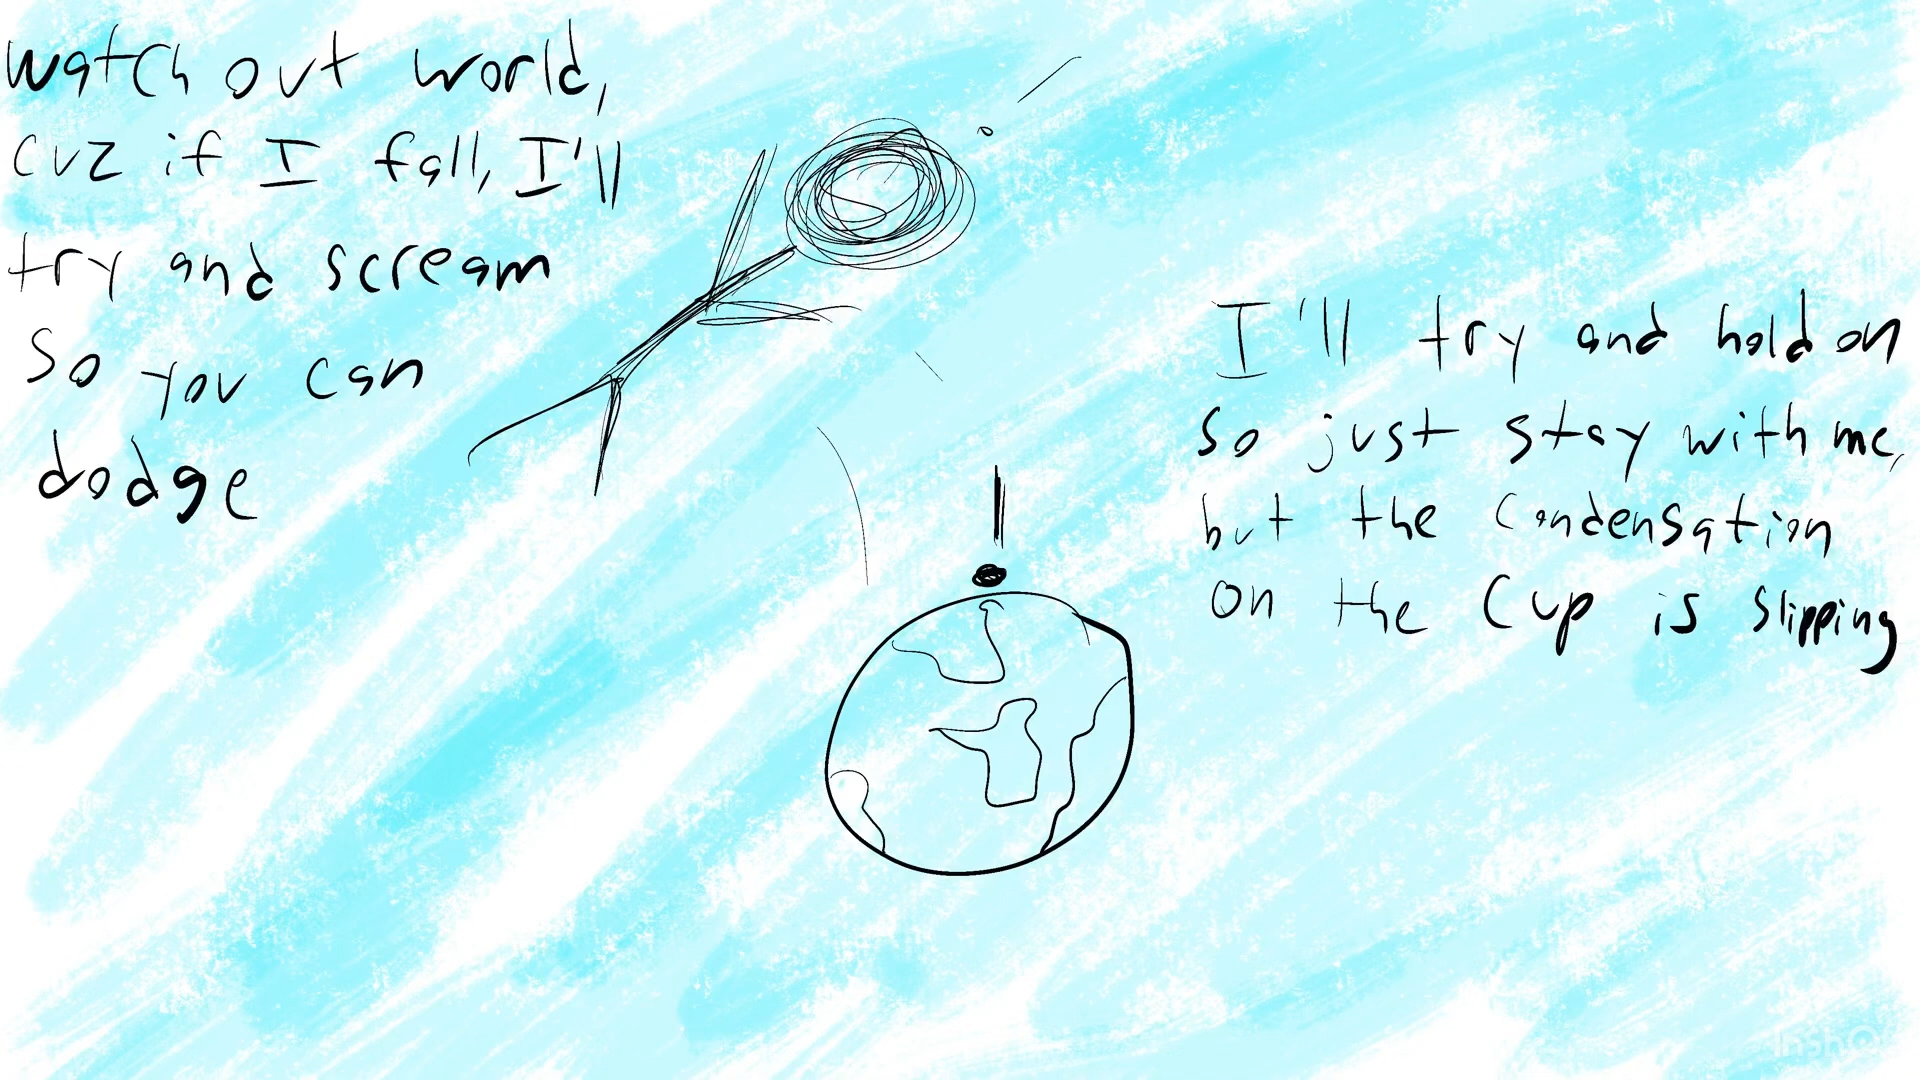 watch out world,
cuz if I fall, I'll
try and scream
So you can
dodge
!
I'll try and hold on
so just stay with me,
but the condensation
on the cup is slipping
InShOt